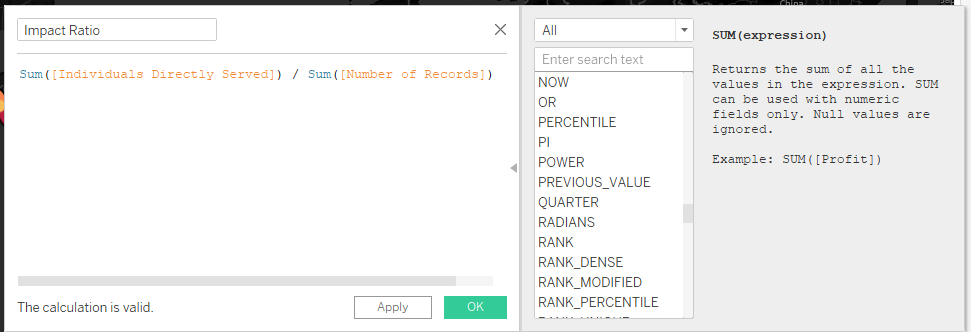 China
Impact Ratio
Sum([Individuals Directly Served]) / Sum([Number of Records])
The calculation is valid.
Apply
OK
All
Enter search text
NOW
OR
PERCENTILE
PI
POWER
PREVIOUS_VALUE
QUARTER
RADIANS
RANK
RANK_DENSE
RANK_MODIFIED
RANK_PERCENTILE
RANK_UNIQUE
SUM(expression)
Returns the sum of all the
values in the expression. SUM
can be used with numeric
fields only. Null values are
ignored.
Example: SUM([Profit])